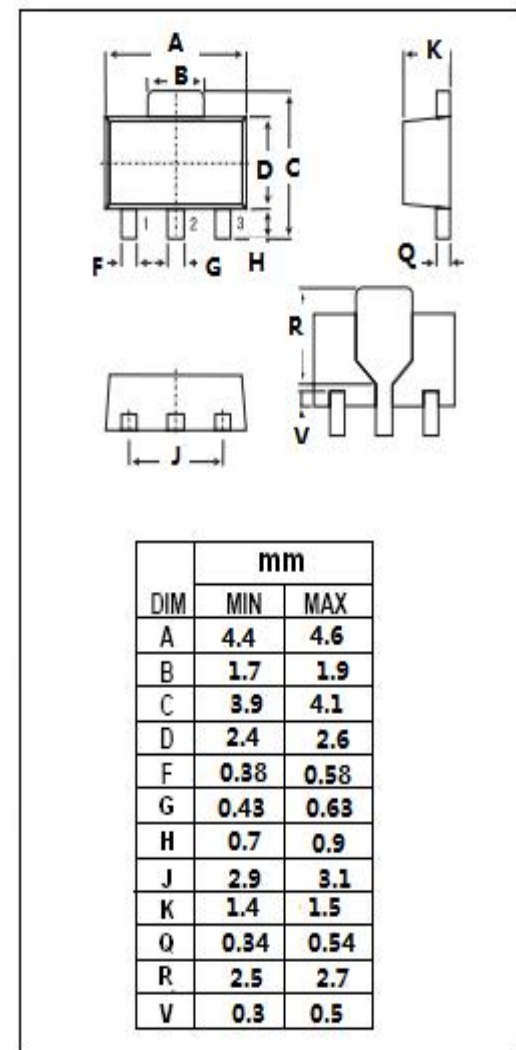 A
B
K
D
C
1
2
3
F
G
H
Q
R
V
J
mm
DIM MIN MAX
A 4.4 4.6
B 1.7 1.9
C 3.9 4.1
D 2.4 2.6
F 0.38 0.58
G 0.43 0.63
H 0.7 0.9
J 2.9 3.1
K 1.4 1.5
Q 0.34 0.54
R 2.5 2.7
V 0.3 0.5